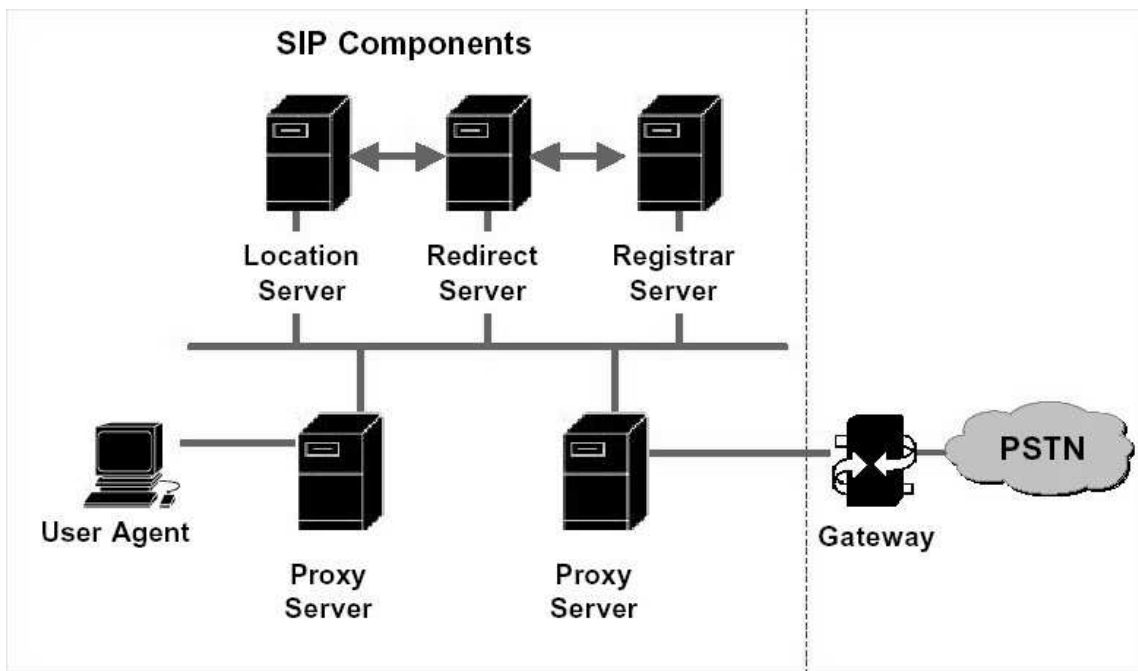 SIP Components
Location
Server
Redirect
Server
Registrar
Server
User Agent
Proxy
Server
Proxy
Server
Gateway
PSTN